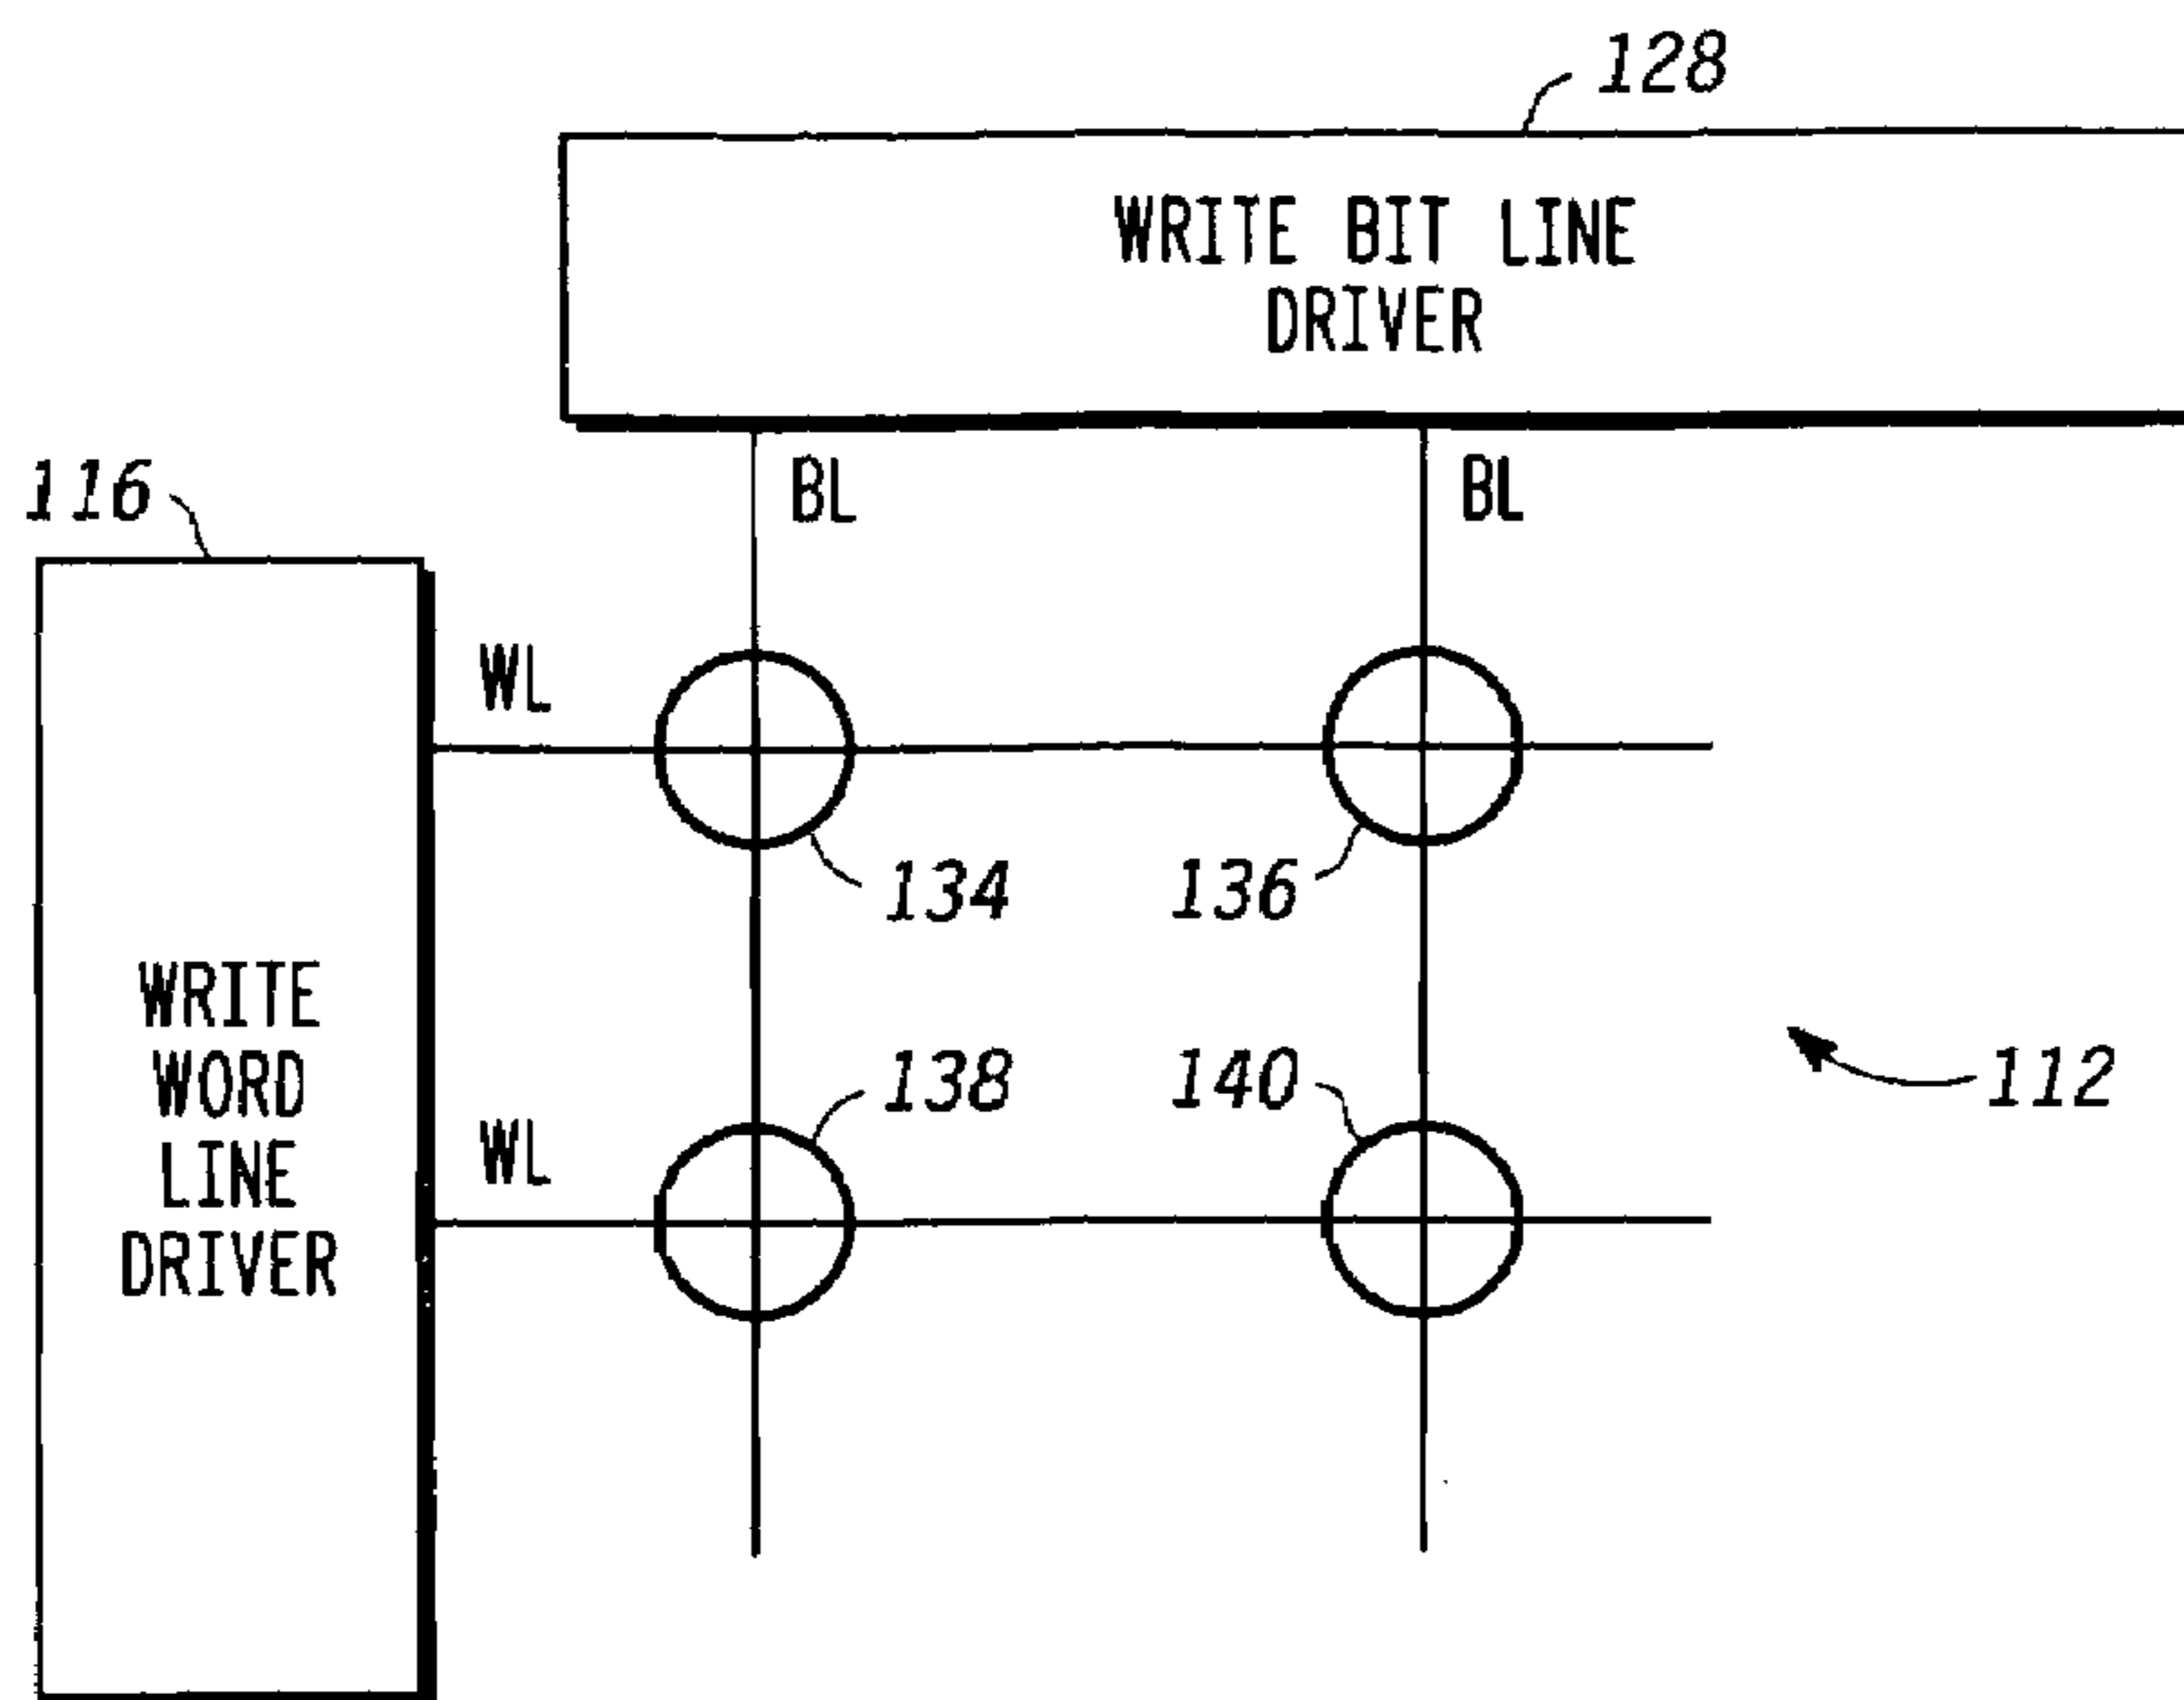 128
WRITE BIT LINE
DRIVER
116
BL
BL
WL
134
136
WRITE
WORD
LINE
DRIVER
138
140
112
WL